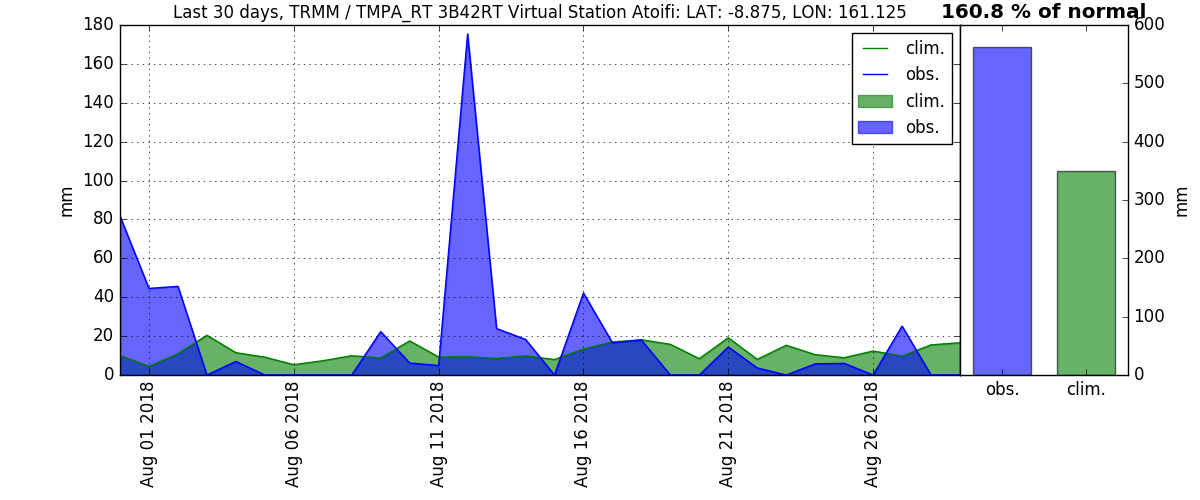 Last 30 days, TRMM / TMPA_RT 3B42RT Virtual Station Atoifi: LAT: -8.875, LON: 161.125
160.8 % of normal
180
160
140
120
100
80
60
40
20
0
mm
clim.
obs.
clim.
obs.
Aug 01 2018
Aug 06 2018
Aug 11 2018
Aug 16 2018
Aug 21 2018
Aug 26 2018
600
500
400
300
200
100
0
mm
obs.
clim.